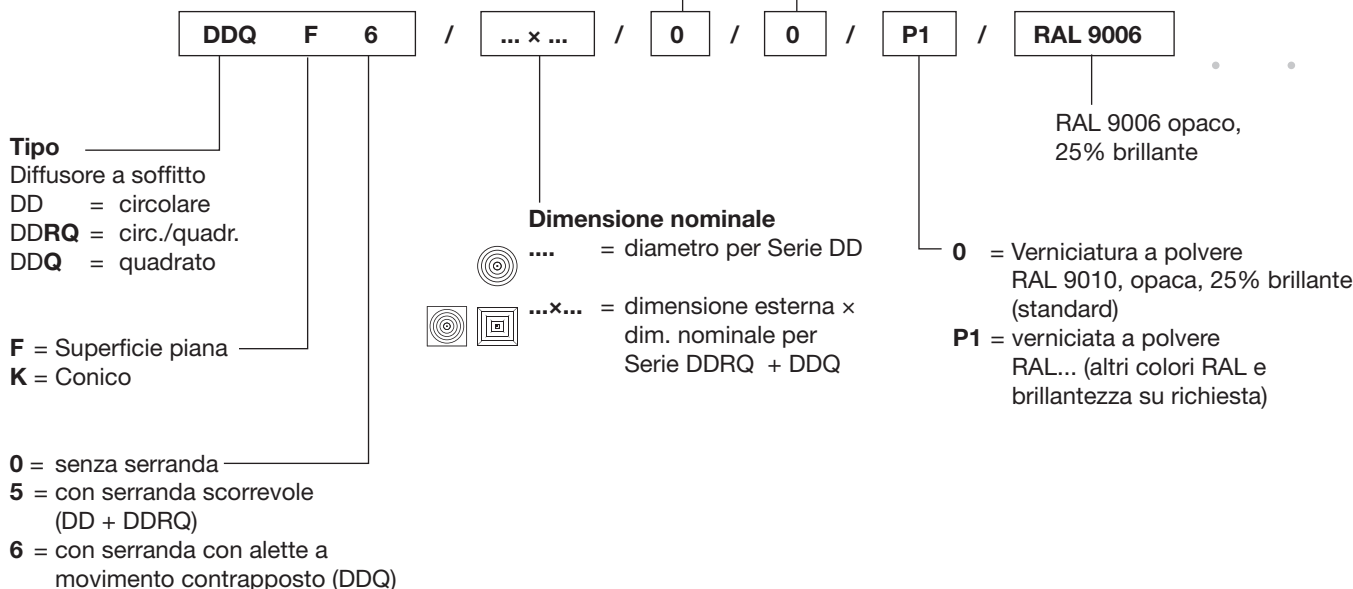 DDQ F 6 / ... × ... / 0 / 0 / P1 / RAL 9006
RAL 9006 opaco,
25% brillante
Tipo
Diffusore a soffitto
DD = circolare
DDRQ = circ./quadr.
DDQ = quadrato
F = Superficie piana
K = Conico
0 = senza serranda
5 = con serranda scorrevole
(DD + DDRQ)
6 = con serranda con alette a
movimento contrapposto (DDQ)
Dimensione nominale
.... = diametro per Serie DD
...×... = dimensione esterna ×
dim. nominale per
Serie DDRQ + DDQ
0 = Verniciatura a polvere
RAL 9010, opaca, 25% brillante
(standard)
P1 = verniciata a polvere
RAL... (altri colori RAL e
brillantezza su richiesta)